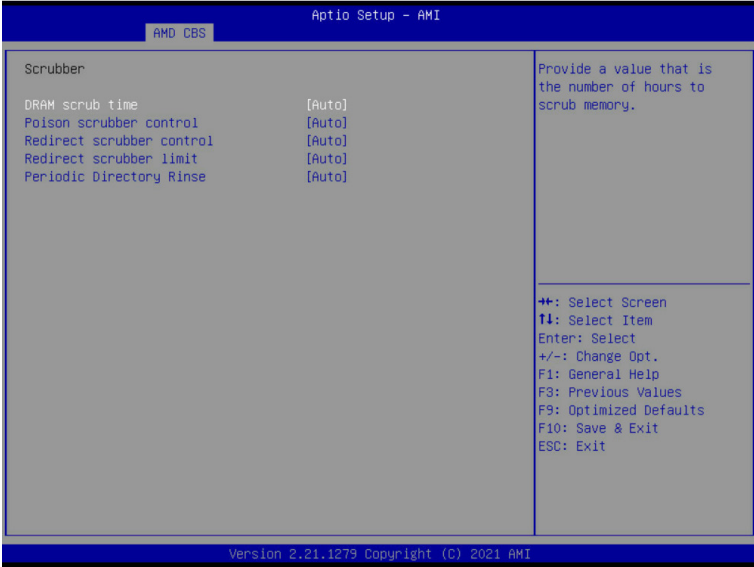 Aptio Setup - AMI
AMD CBS
Scrubber
DRAM scrub time [Auto]
Poison scrubber control [Auto]
Redirect scrubber control [Auto]
Redirect scrubber limit [Auto]
Periodic Directory Rinse [Auto]
Provide a value that is
the number of hours to
scrub memory.
→←: Select Screen
↑↓: Select Item
Enter: Select
+/-: Change Opt.
F1: General Help
F3: Previous Values
F9: Optimized Defaults
F10: Save & Exit
ESC: Exit
Version 2.21.1279 Copyright (C) 2021 AMI